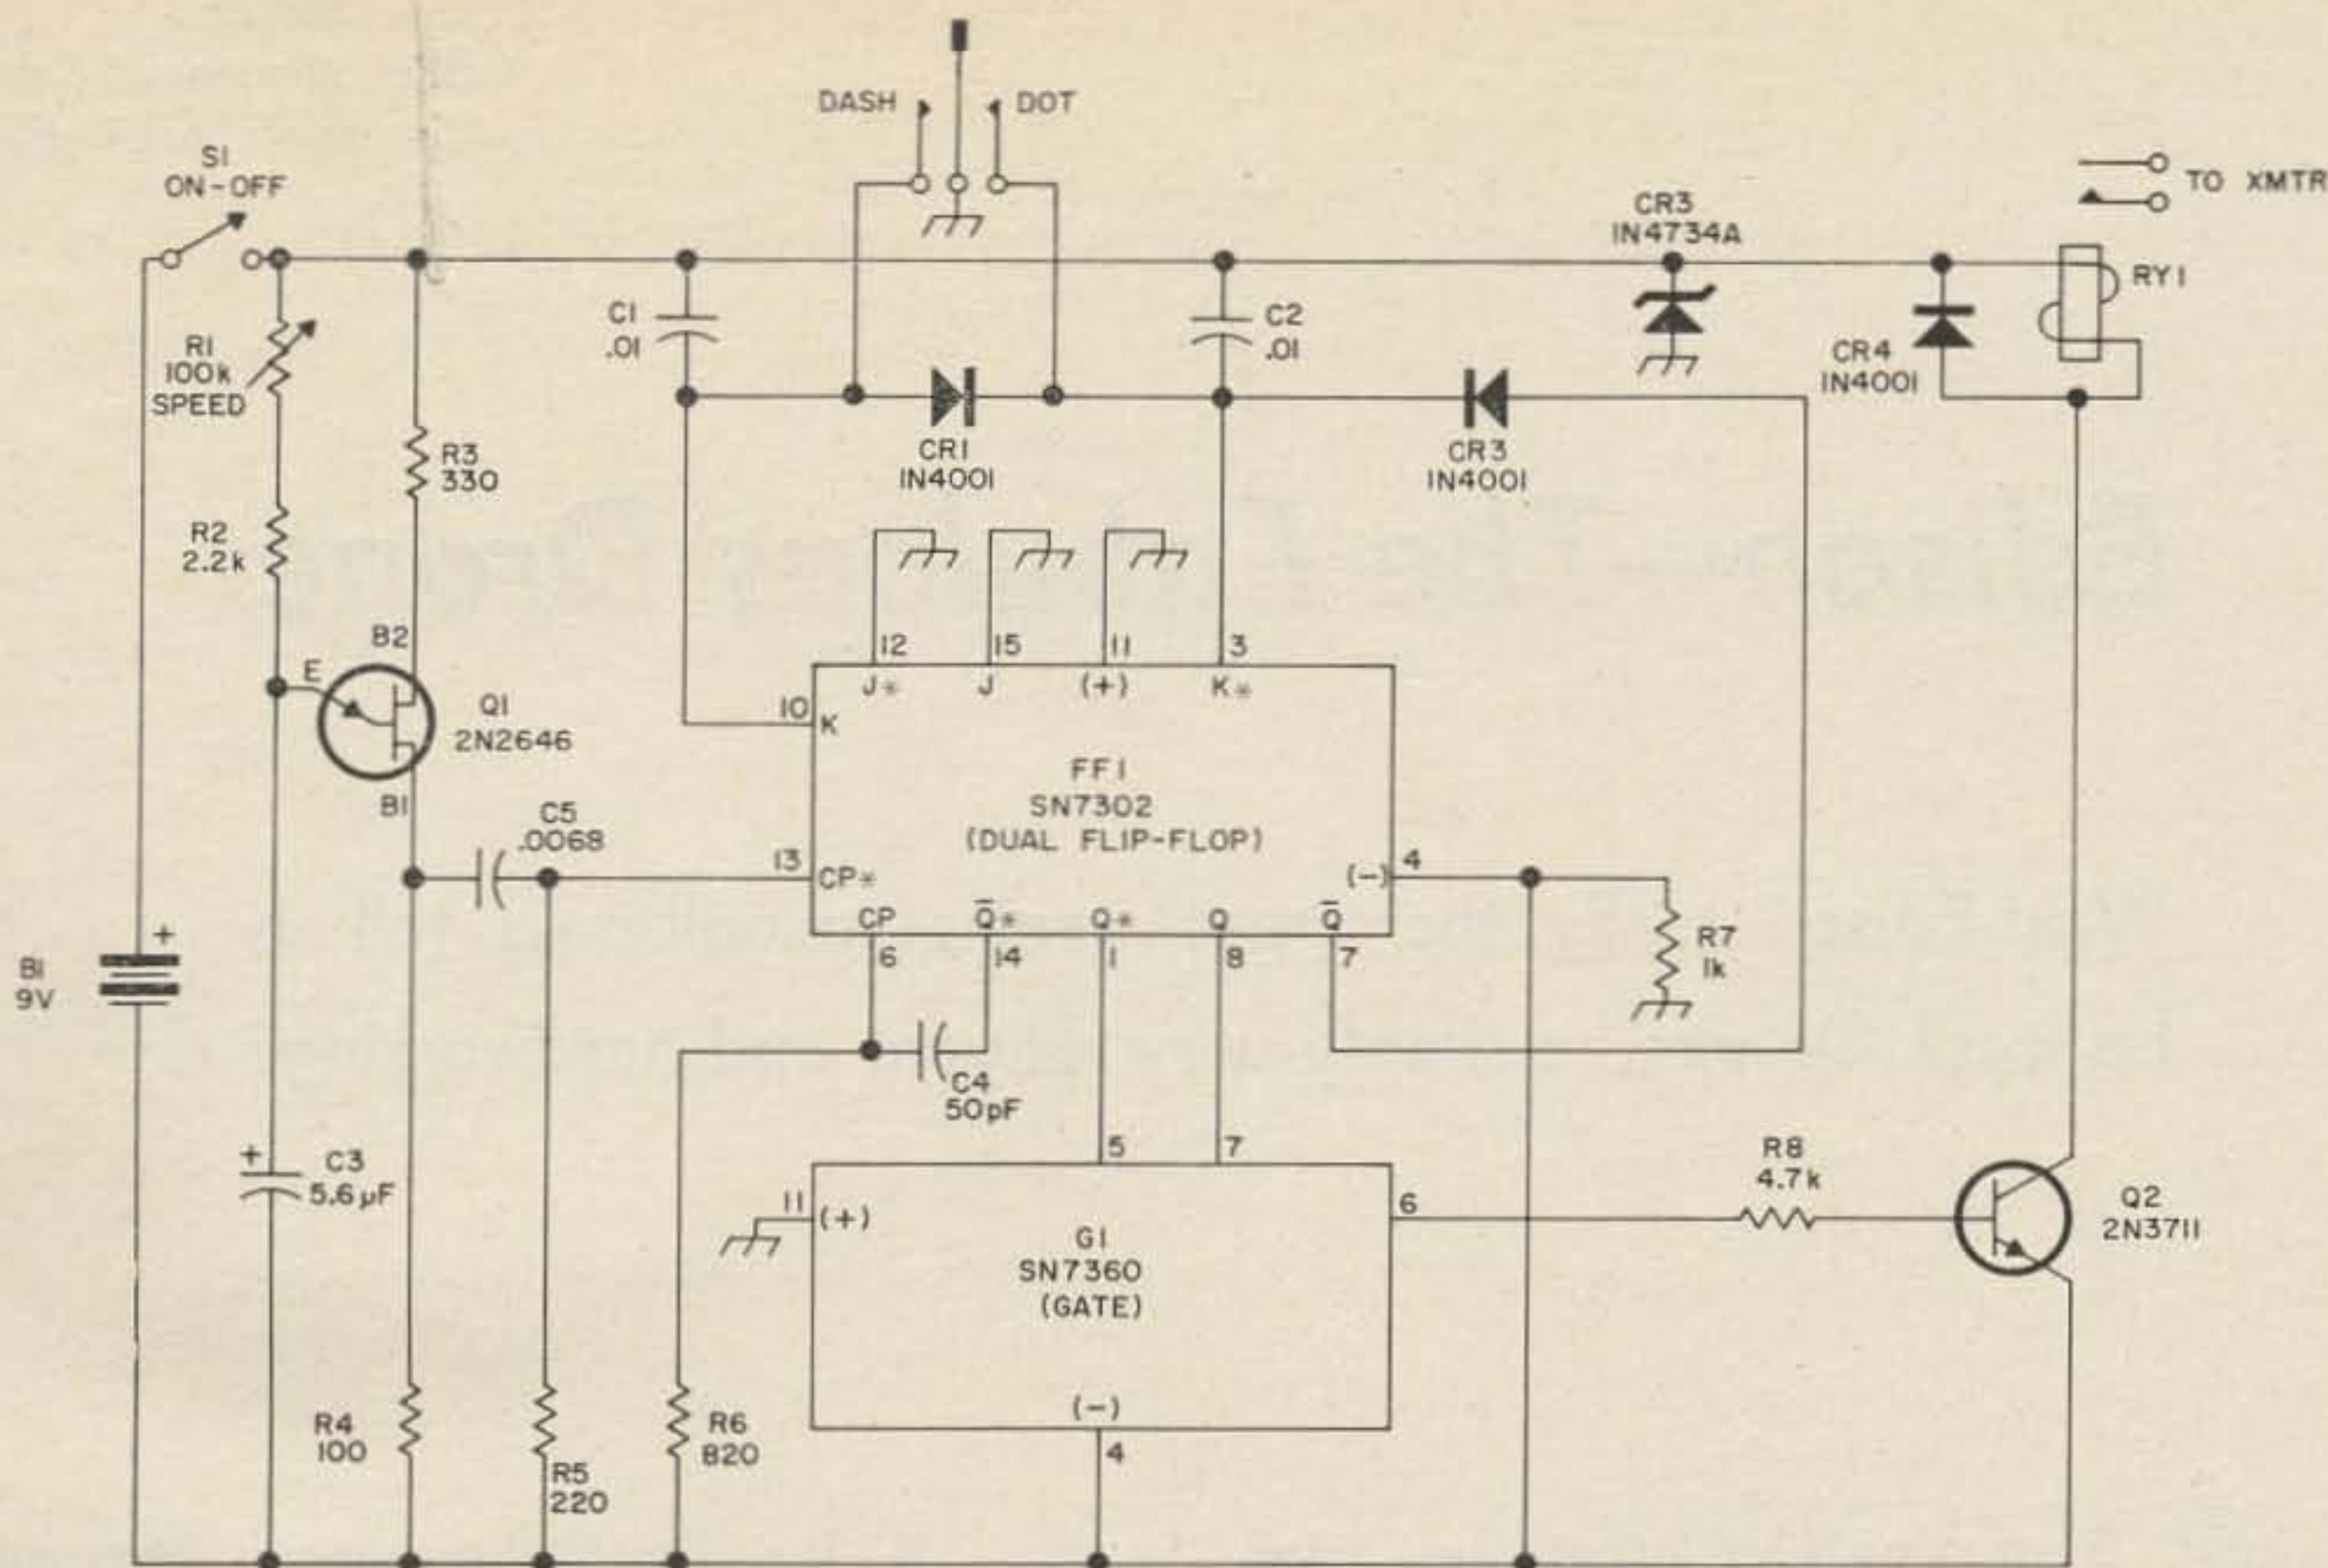 DASH
DOT
S1
ON-OFF
TO XMTR
CR3
1N4734A
RY1
C1
.01
C2
.01
R1
100k
SPEED
CR4
1N4001
CR1
1N4001
CR3
1N4001
R3
330
R2
2.2k
B2
E
Q1
2N2646
B1
12
15
11
3
J*
J
(+)
K*
10
K
FF1
SN7302
(DUAL FLIP-FLOP)
C5
.0068
13
CP*
(-)
4
CP
Q̅*
Q*
Q
Q̅
6
14
1
8
7
R7
1k
+
B1
9V
C4
50pF
+
C3
5.6µF
5
7
11
(+)
6
G1
SN7360
(GATE)
R8
4.7k
Q2
2N3711
(-)
4
R4
100
R5
220
R6
820